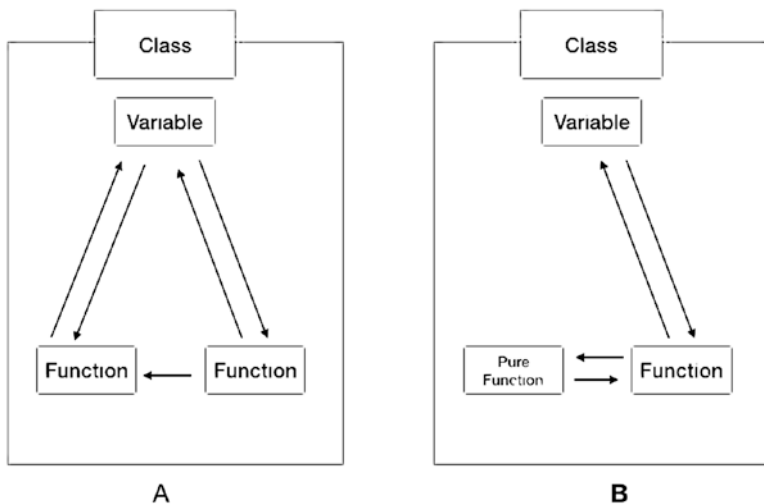 Class
Variable
Function
Function
A
Class
Variable
Pure
Function
Function
B